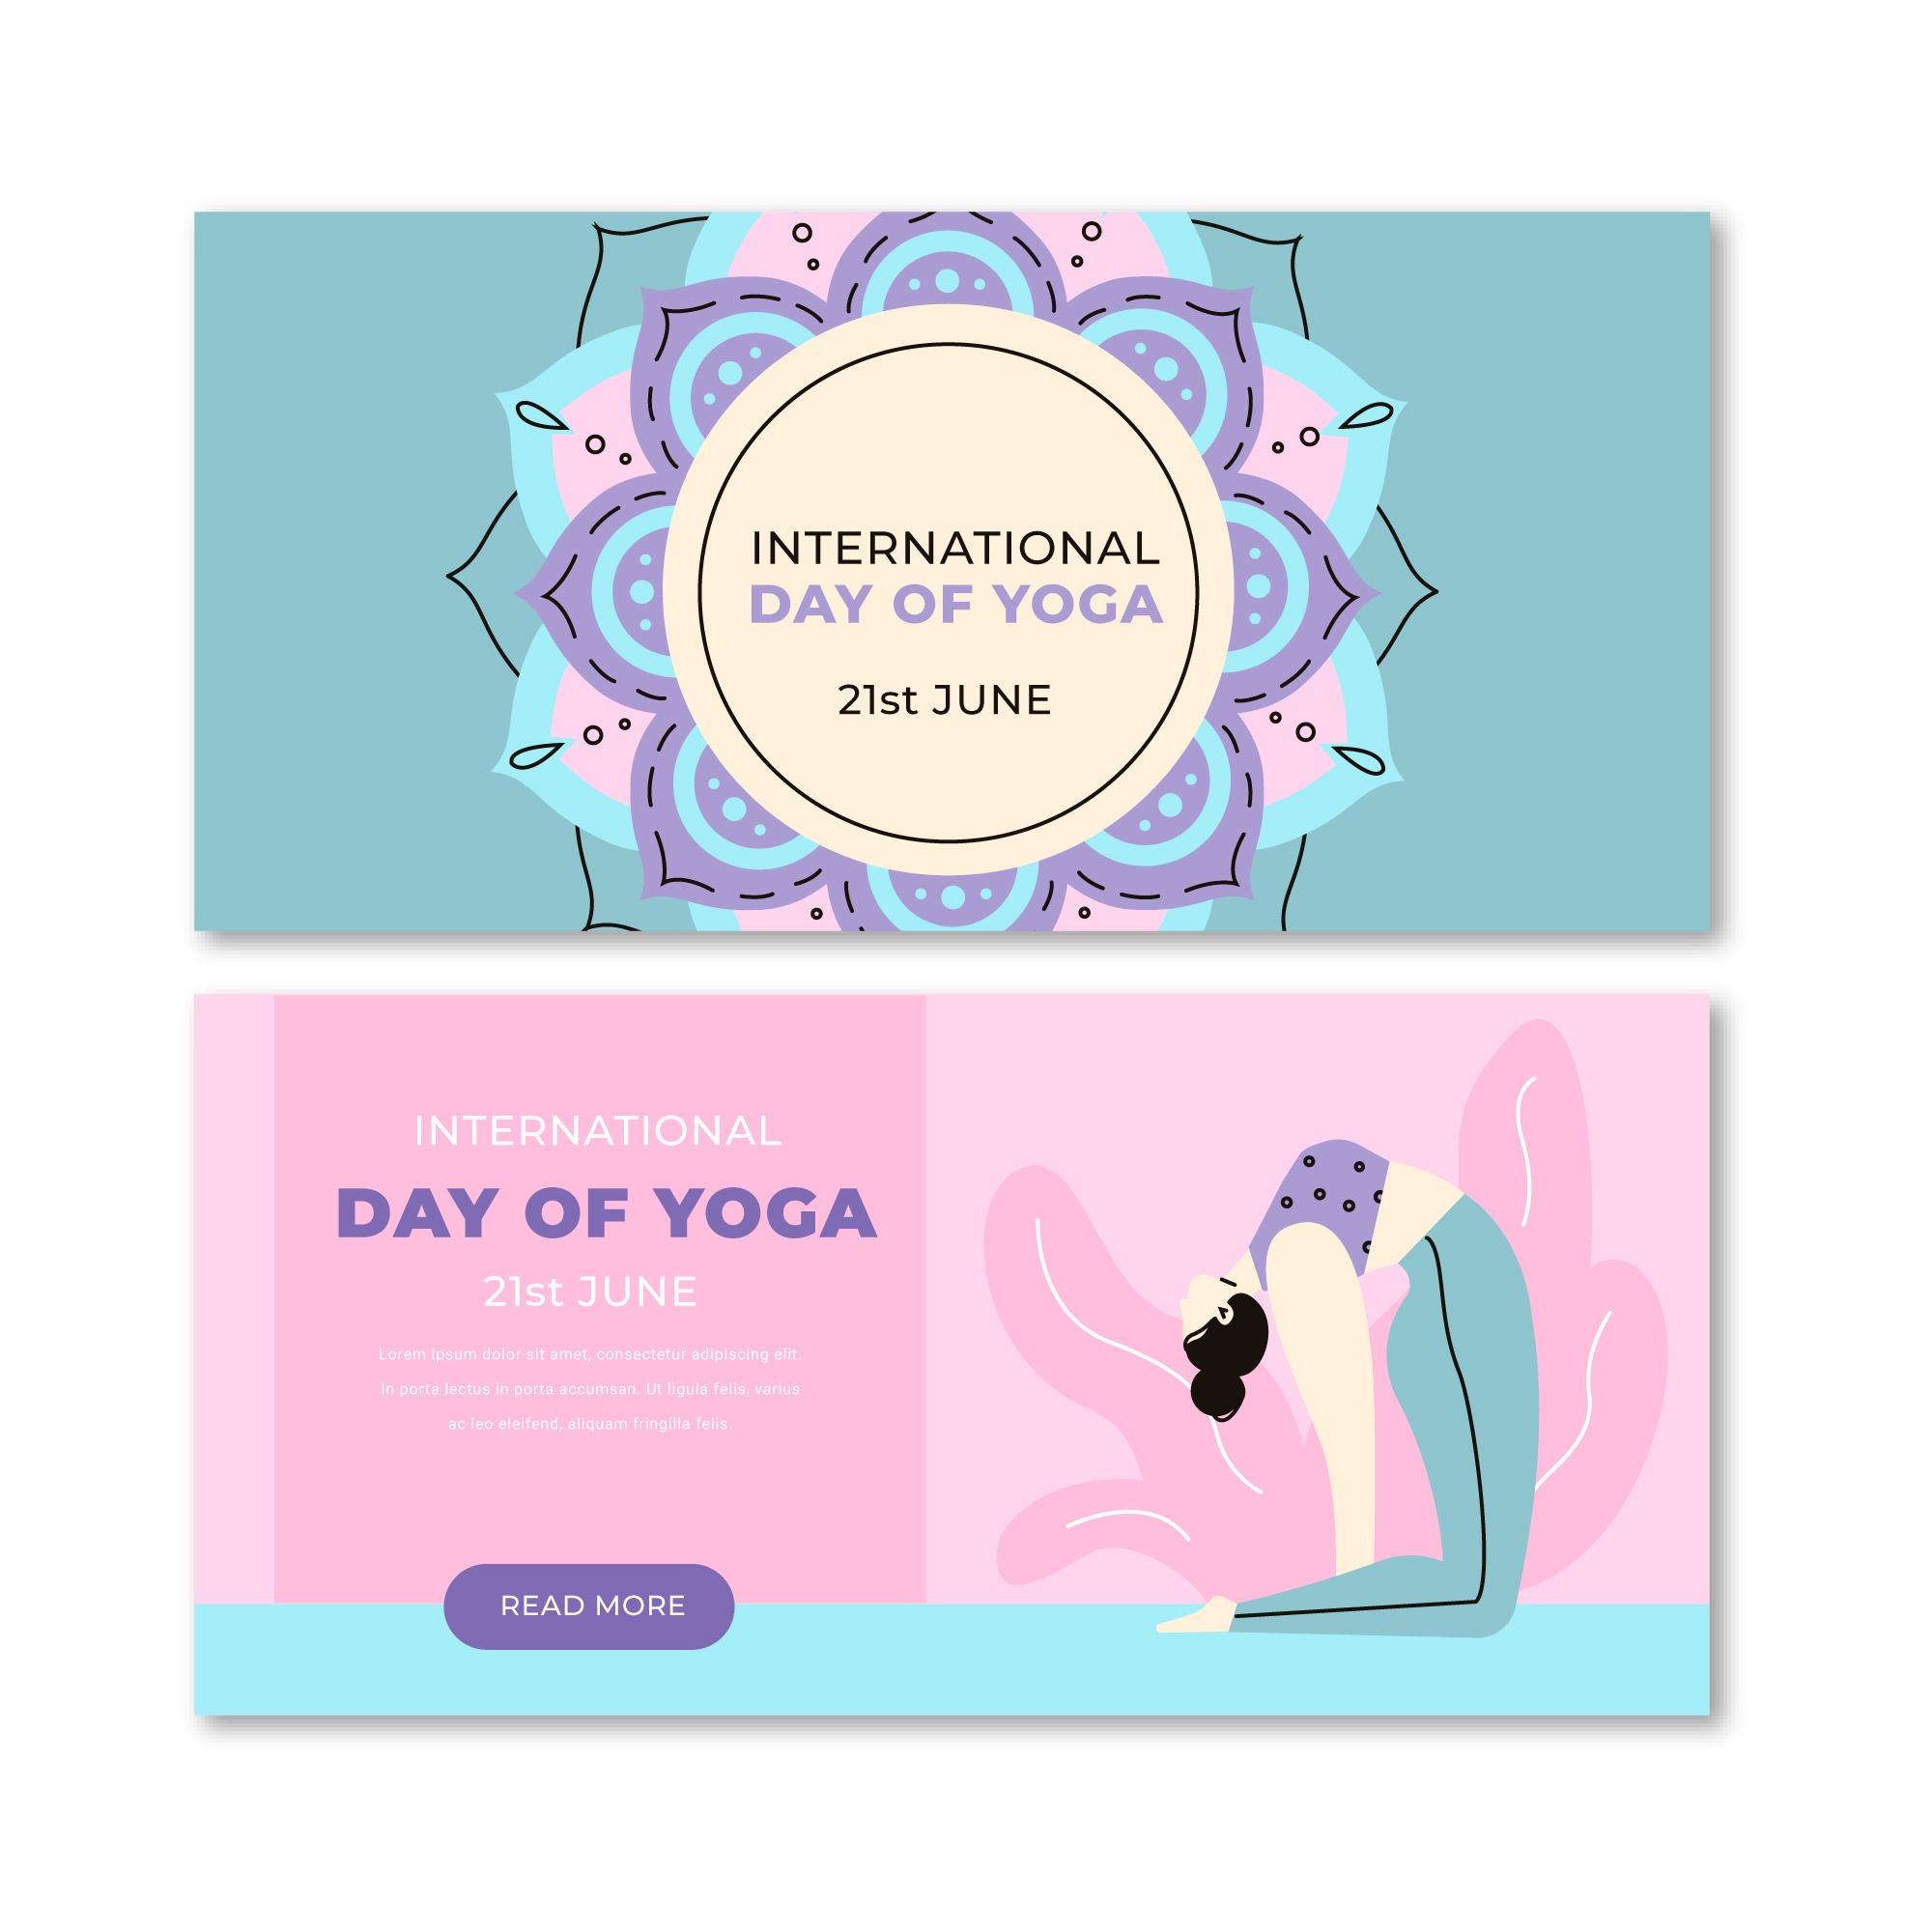 INTERNATIONAL
DAY OF YOGA
21st JUNE
INTERNATIONAL
DAY OF YOGA
21st JUNE
Lorem ipsum dolor sit amet, consectetur adipiscing elit.
In porta lectus in porta accumsan. Ut ligula felis, varius
ac leo eleifend, aliquam fringilla felis.
READ MORE